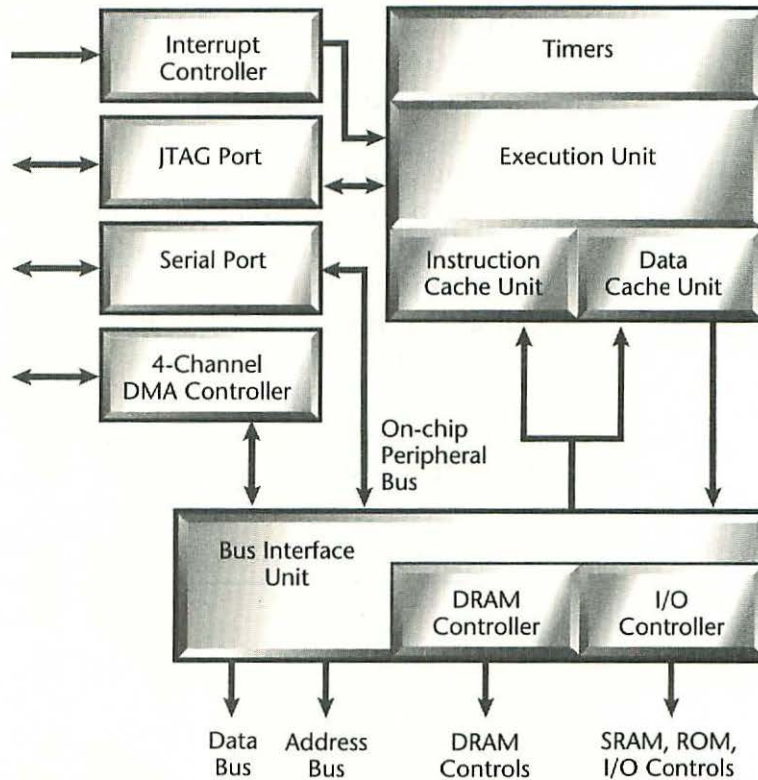 Interrupt
Controller
Timers
JTAG Port
Execution Unit
Serial Port
Instruction
Cache Unit
Data
Cache Unit
4-Channel
DMA Controller
On-chip
Peripheral
Bus
Bus Interface
Unit
DRAM
Controller
I/O
Controller
Data
Bus
Address
Bus
DRAM
Controls
SRAM, ROM,
I/O Controls